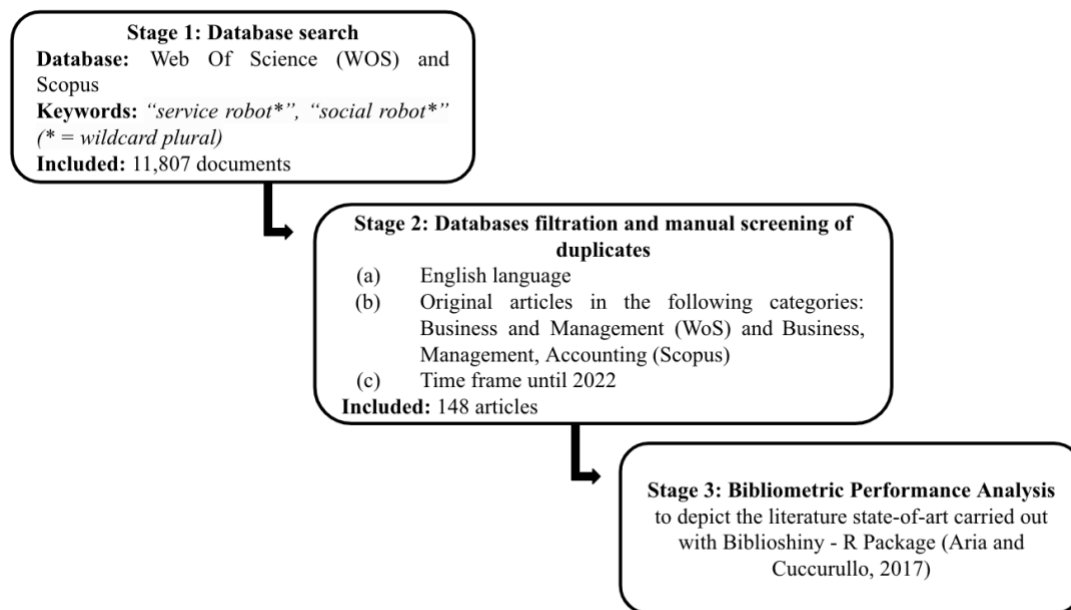 Stage 1: Database search
Database: Web Of Science (WOS) and
Scopus
Keywords: “service robot*”, “social robot*”
(* = wildcard plural)
Included: 11,807 documents
Stage 2: Databases filtration and manual screening of
duplicates
(a) English language
(b) Original articles in the following categories:
Business and Management (WoS) and Business,
Management, Accounting (Scopus)
(c) Time frame until 2022
Included: 148 articles
Stage 3: Bibliometric Performance Analysis
to depict the literature state-of-art carried out
with Biblioshiny - R Package (Aria and
Cuccurullo, 2017)